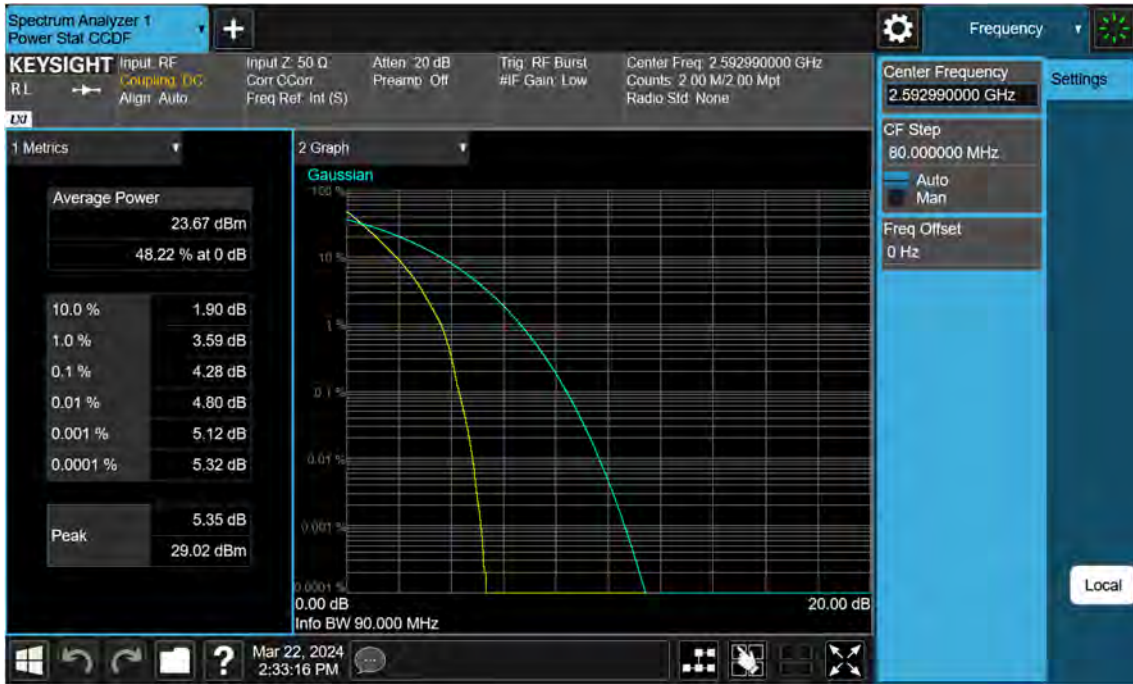 Spectrum Analyzer 1
Power Stat CCDF
+
Frequency
KEYSIGHT
RL
LXI
Input: RF
Coupling: DC
Align: Auto
Input Z: 50 Ω
Corr CCorr
Freq Ref: Int (S)
Atten: 20 dB
Preamp: Off
Trig: RF Burst
#IF Gain: Low
Center Freq: 2.592990000 GHz
Counts: 2.00 M/2.00 Mpt
Radio Std: None
Center Frequency
2.592990000 GHz
Settings
CF Step
80.000000 MHz
Auto
Man
Freq Offset
0 Hz
1 Metrics
Average Power
23.67 dBm
48.22 % at 0 dB
10.0 % 1.90 dB
1.0 % 3.59 dB
0.1 % 4.28 dB
0.01 % 4.80 dB
0.001 % 5.12 dB
0.0001 % 5.32 dB
Peak
5.35 dB
29.02 dBm
2 Graph
Gaussian
100 %
10 %
1 %
0.1 %
0.01 %
0.001 %
0.0001 %
0.00 dB 20.00 dB
Info BW 90.000 MHz
Local
?
Mar 22, 2024
2:33:16 PM